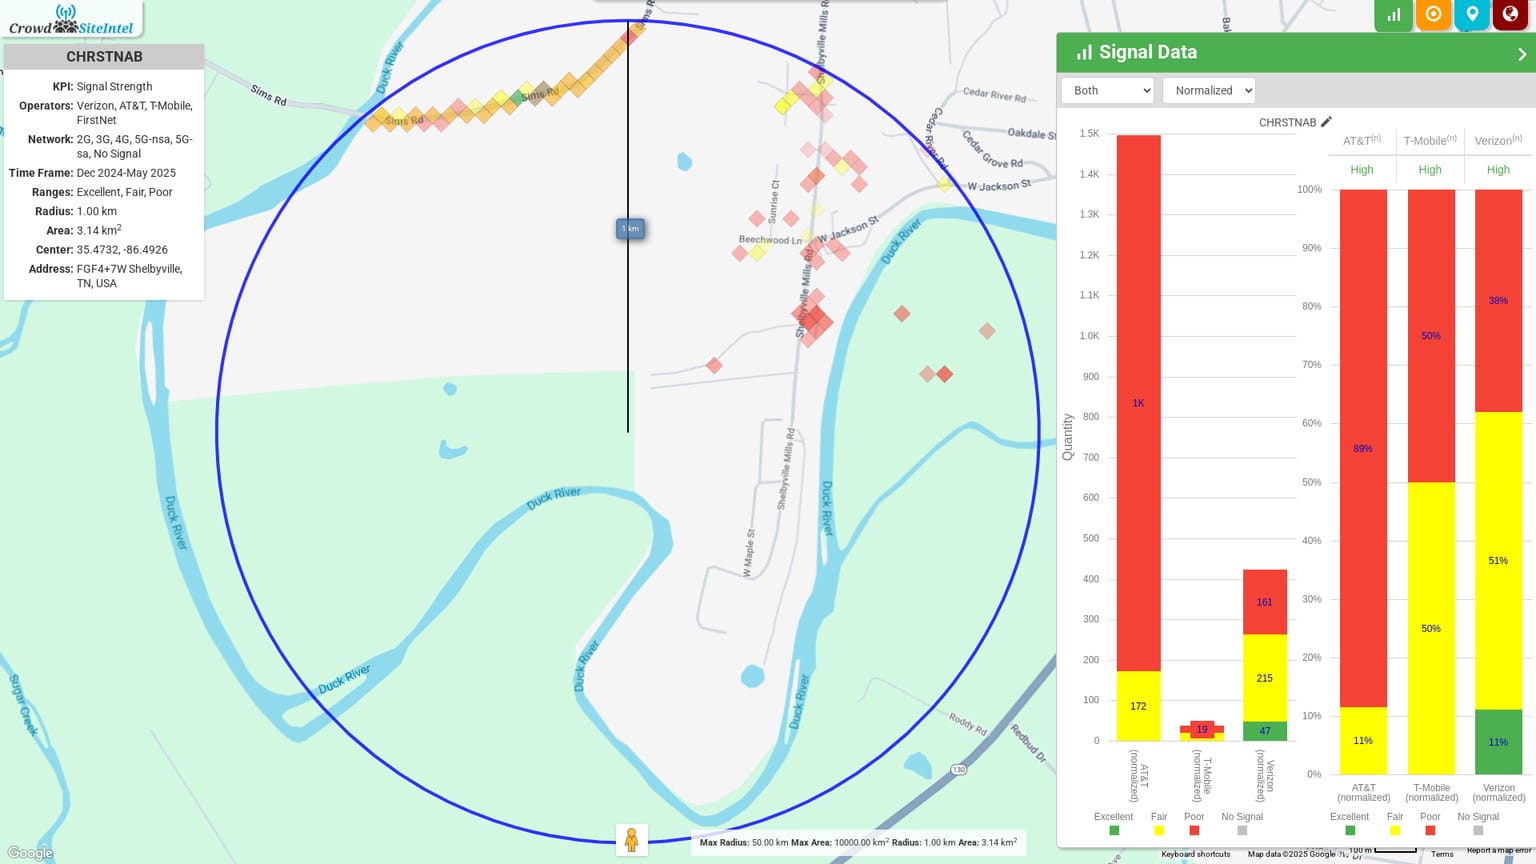 Crowd SiteIntel
CHRSTNAB
KPI: Signal Strength
Operators: Verizon, AT&T, T-Mobile,
FirstNet
Network: 2G, 3G, 4G, 5G-nsa, 5G-
sa, No Signal
Time Frame: Dec 2024-May 2025
Ranges: Excellent, Fair, Poor
Radius: 1.00 km
Area: 3.14 km²
Center: 35.4732, -86.4926
Address: FGF4+7W Shelbyville,
TN, USA
Sims Rd
Sims Rd
Sims Rd
Sims Rd
Duck River
Shelbyville Mills Rd
Cedar River Rd
Cedar River Rd
Oakdale St
Cedar Grove Rd
W Jackson St
Sunrise Ct
Beechwood Ln
W Jackson St
1 km
Duck River
Shelbyville Mills Rd
Shelbyville Mills Rd
W Maple St
Duck River
Duck River
Duck River
Duck River
Duck River
Duck River
Sugar Creek
Roddy Rd
Redbud Dr
130
Google
Max Radius: 50.00 km Max Area: 10000.00 km² Radius: 1.00 km Area: 3.14 km²
Signal Data
Both
Normalized
CHRSTNAB
1.5K
1.4K
1.3K
1.2K
1.1K
1.0K
900
800
700
600
500
400
300
200
100
0
Quantity
1K
172
19
161
215
47
AT&T
(normalized)
T-Mobile
(normalized)
Verizon
(normalized)
Excellent
Fair
Poor
No Signal
AT&T(n)
T-Mobile(n)
Verizon(n)
High
High
High
100%
90%
80%
70%
60%
50%
40%
30%
20%
10%
0%
89%
11%
50%
50%
38%
51%
11%
AT&T
(normalized)
T-Mobile
(normalized)
Verizon
(normalized)
Excellent
Fair
Poor
No Signal
Keyboard shortcuts
Map data ©2025 Google
100 m
Terms
Report a map error